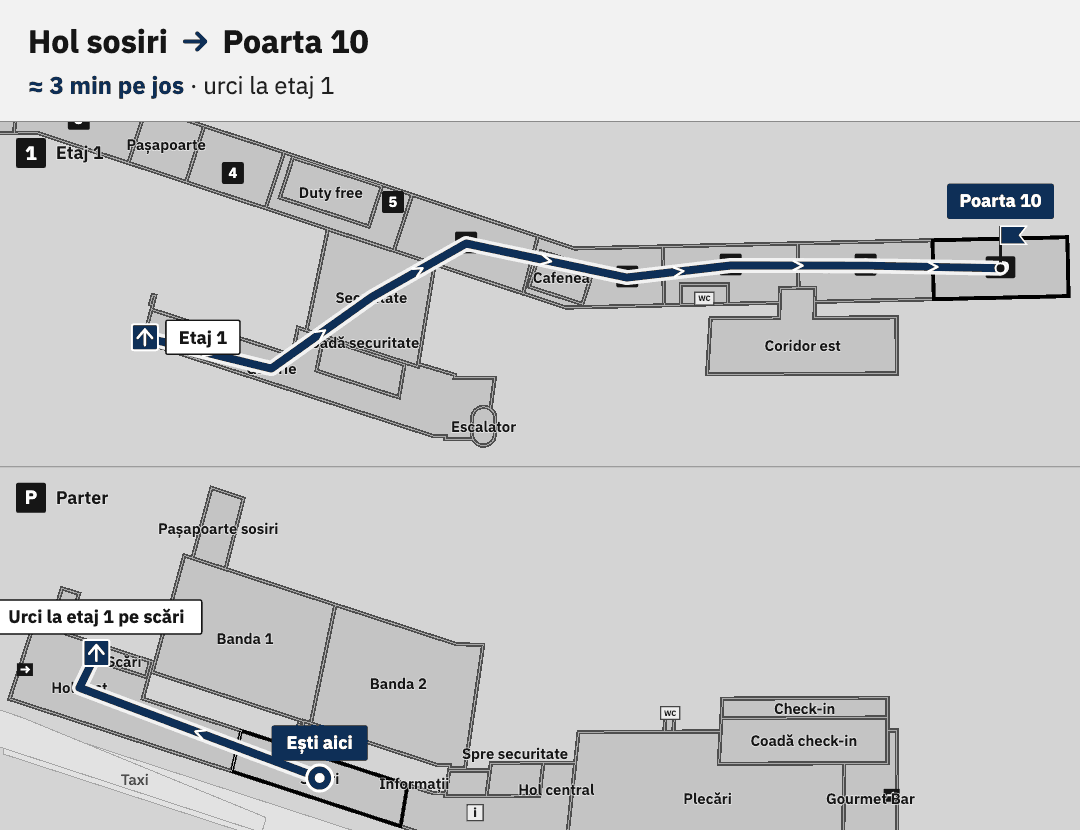 Hol sosiri → Poarta 10
≈ 3 min pe jos · urci la etaj 1
1 Etaj 1
Pașapoarte
4
Duty free
5
Poarta 10
Cafenea
WC
Etaj 1
Coridor est
Escalator
P Parter
Pașapoarte sosiri
Urci la etaj 1 pe scări
Banda 1
Scări
Banda 2
Check-in
WC
Coadă check-in
Ești aici
Spre securitate
Taxi
Informații
Hol central
Plecări
Gourmet Bar
i